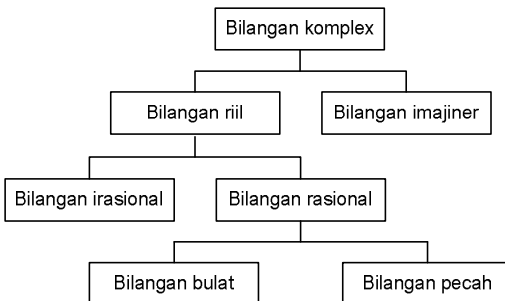 Bilangan komplex
Bilangan riil
Bilangan imajiner
Bilangan irasional
Bilangan rasional
Bilangan bulat
Bilangan pecah